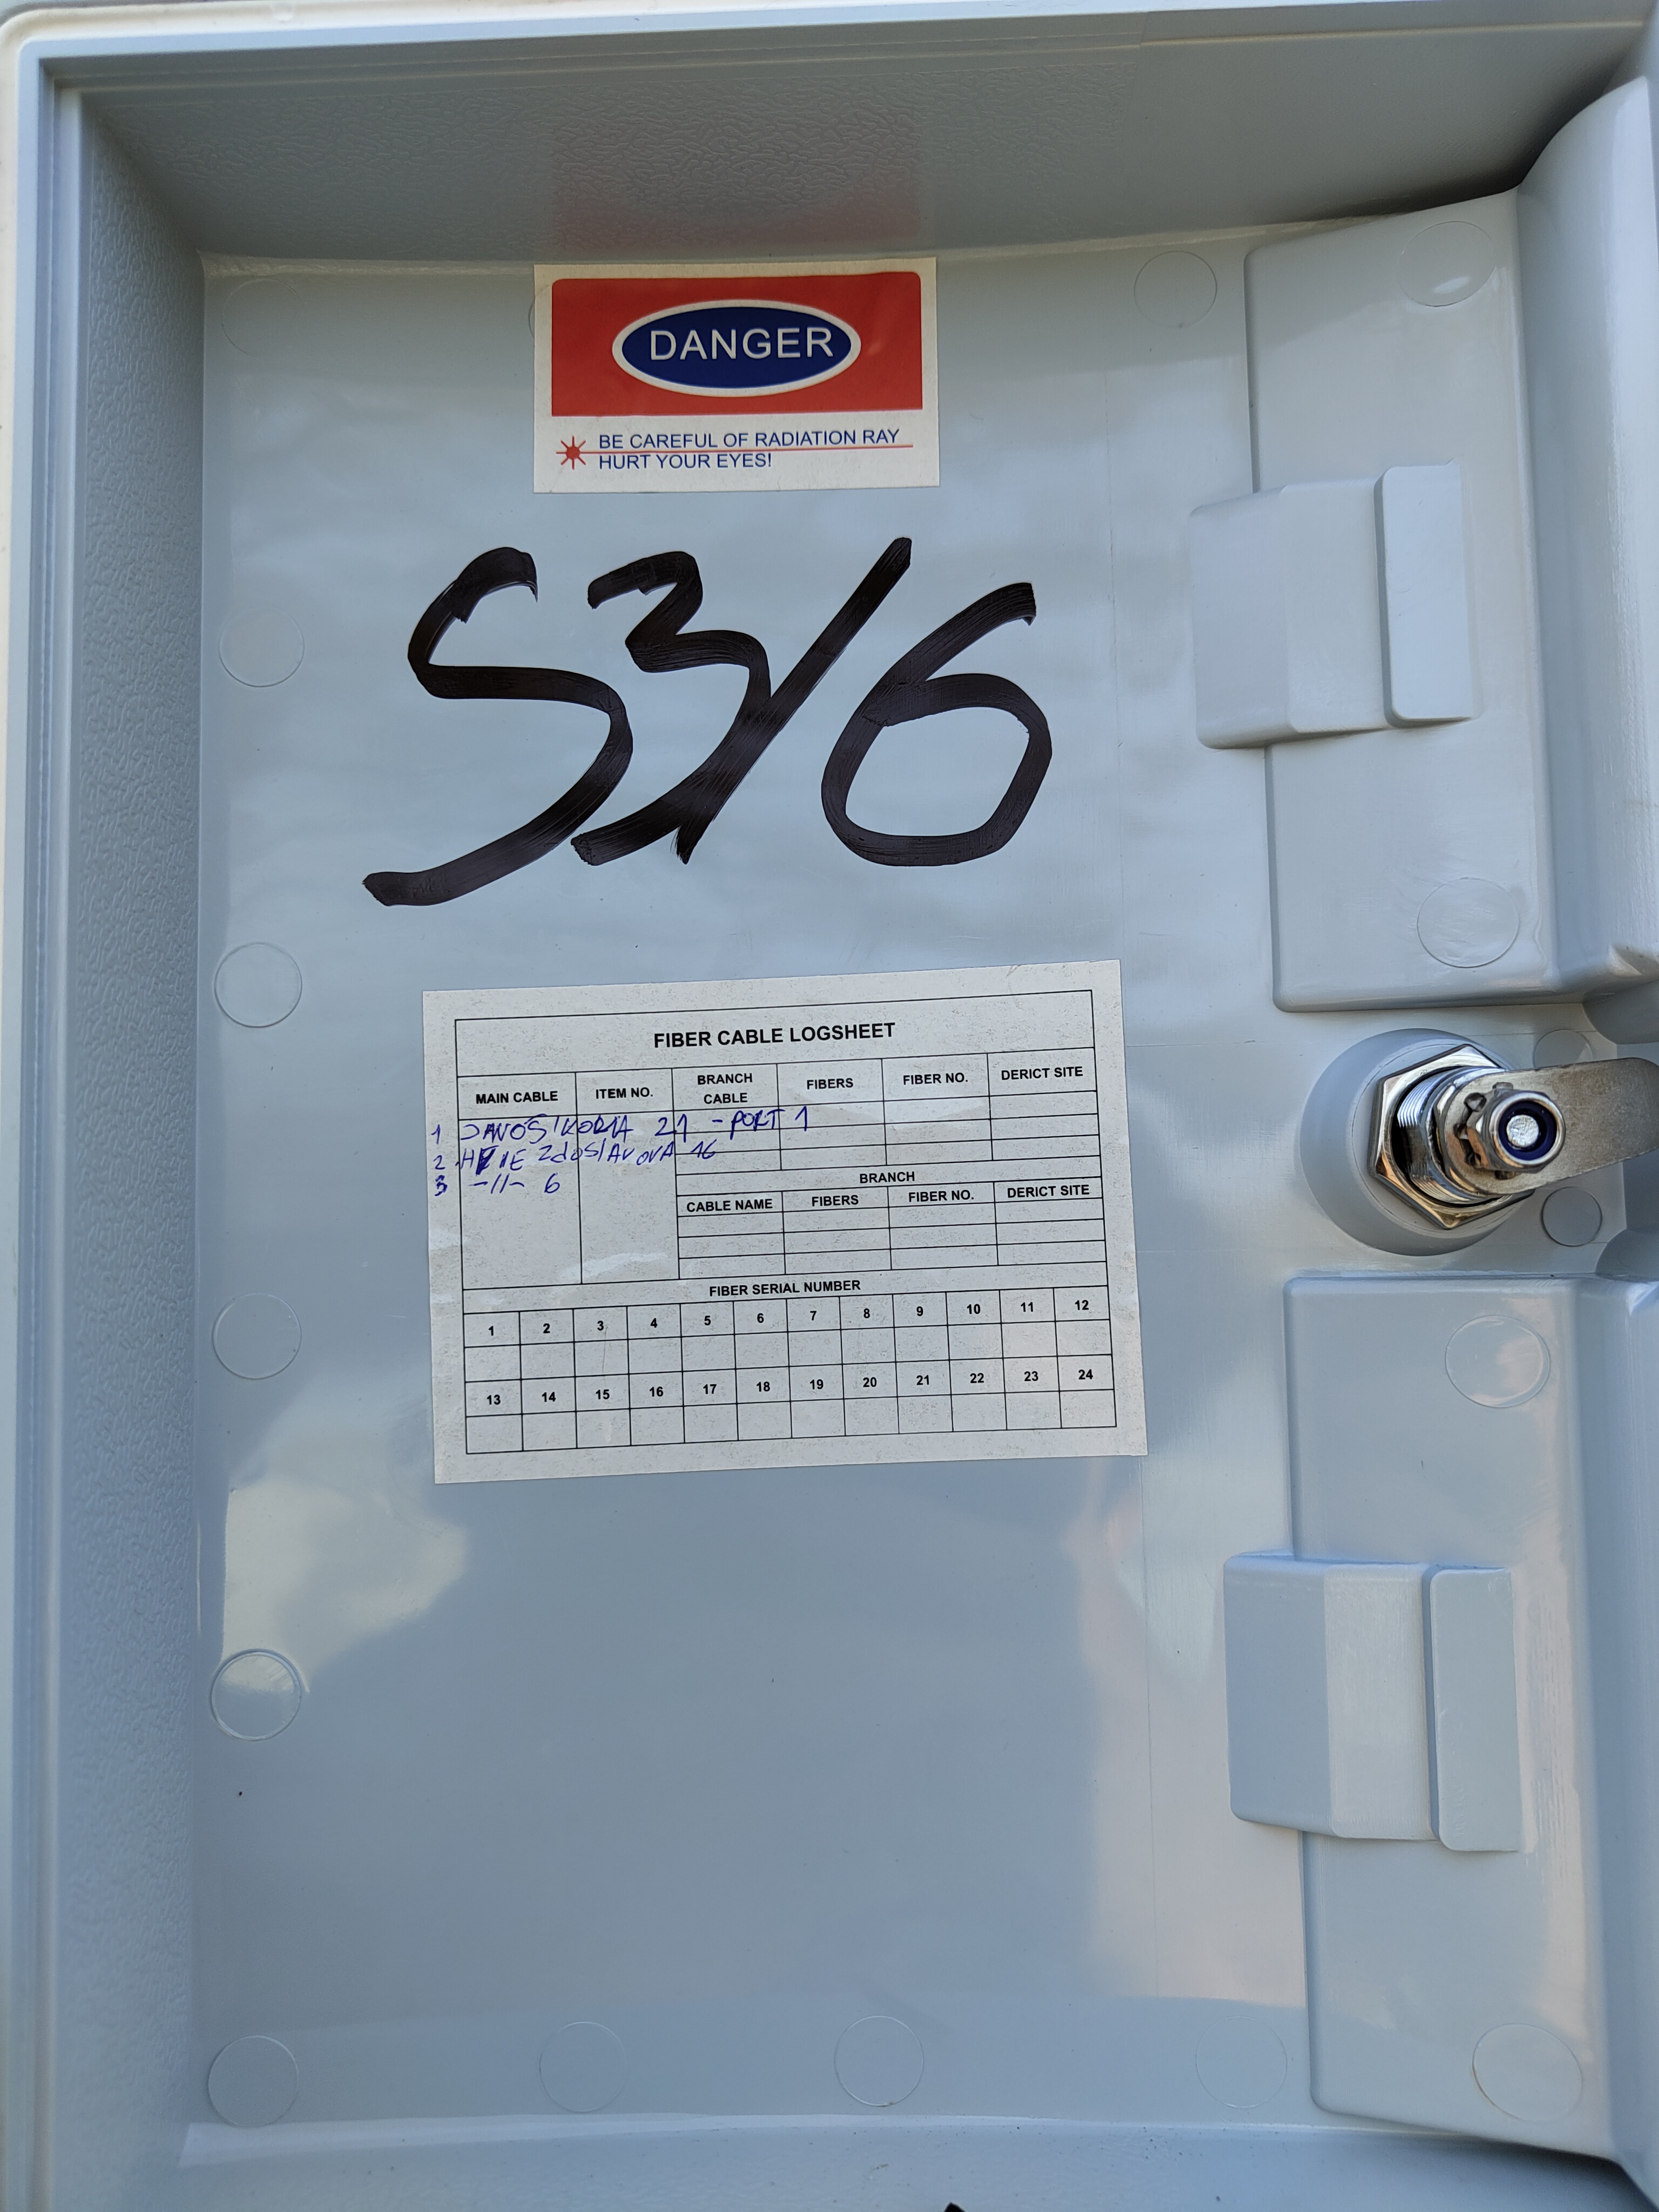 DANGER
BE CAREFUL OF RADIATION RAY
HURT YOUR EYES!
S3/6
FIBER CABLE LOGSHEET
MAIN CABLE ITEM NO. BRANCH CABLE FIBERS FIBER NO. DERICT SITE
1 JANOSIKOVA 21 - PORT 1
2 ZdoSlAVOVA 16
3 -11- 6
BRANCH
CABLE NAME FIBERS FIBER NO. DERICT SITE
FIBER SERIAL NUMBER
1 2 3 4 5 6 7 8 9 10 11 12
13 14 15 16 17 18 19 20 21 22 23 24